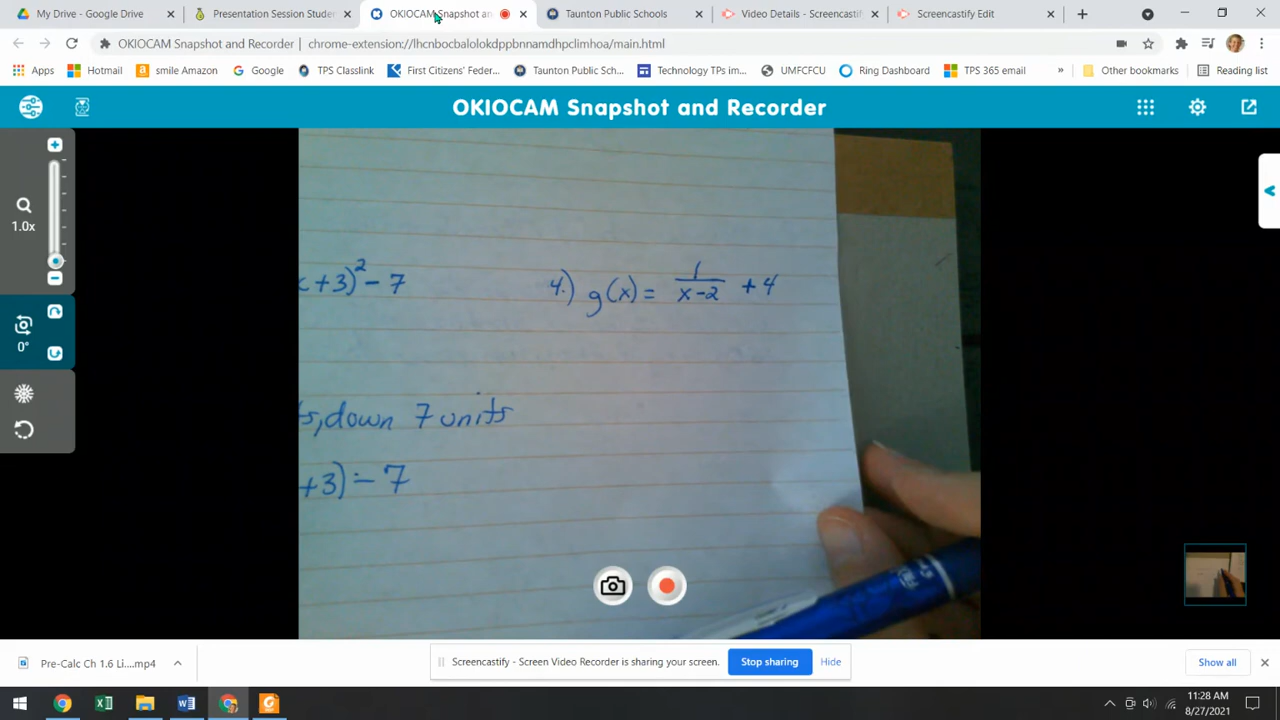 My Drive - Google Drive
Presentation Session Stude
OKIOCAM Snapshot an
Taunton Public Schools
Video Details - Screencastif
Screencastify Edit
OKIOCAM Snapshot and Recorder
chrome-extension://lhcnbocbalolpkdppbnnamdhpclimhoa/main.html
Apps
Hotmail
smile Amazon
Google
TPS Classlink
First Citizens' Feder...
Taunton Public Sch...
Technology TPs im...
UMFCFCU
Ring Dashboard
TPS 365 email
»
Other bookmarks
Reading list
OKIOCAM Snapshot and Recorder
1.0x
0°
x+3)² - 7
4.) g(x) = 1/(x-2) + 4
ts, down 7 units
+3) - 7
Pre-Calc Ch 1.6 Li....mp4
Screencastify - Screen Video Recorder is sharing your screen.
Stop sharing
Hide
Show all
11:28 AM
8/27/2021